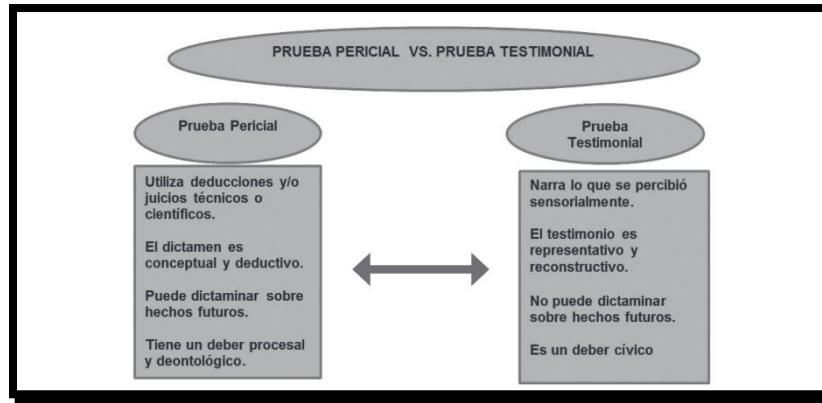 PRUEBA PERICIAL VS. PRUEBA TESTIMONIAL
Prueba Pericial
Utiliza deducciones y/o
juicios técnicos o
científicos.
El dictamen es
conceptual y deductivo.
Puede dictaminar sobre
hechos futuros.
Tiene un deber procesal
y deontológico.
Prueba
Testimonial
Narra lo que se percibió
sensorialmente.
El testimonio es
representativo y
reconstructivo.
No puede dictaminar
sobre hechos futuros.
Es un deber cívico